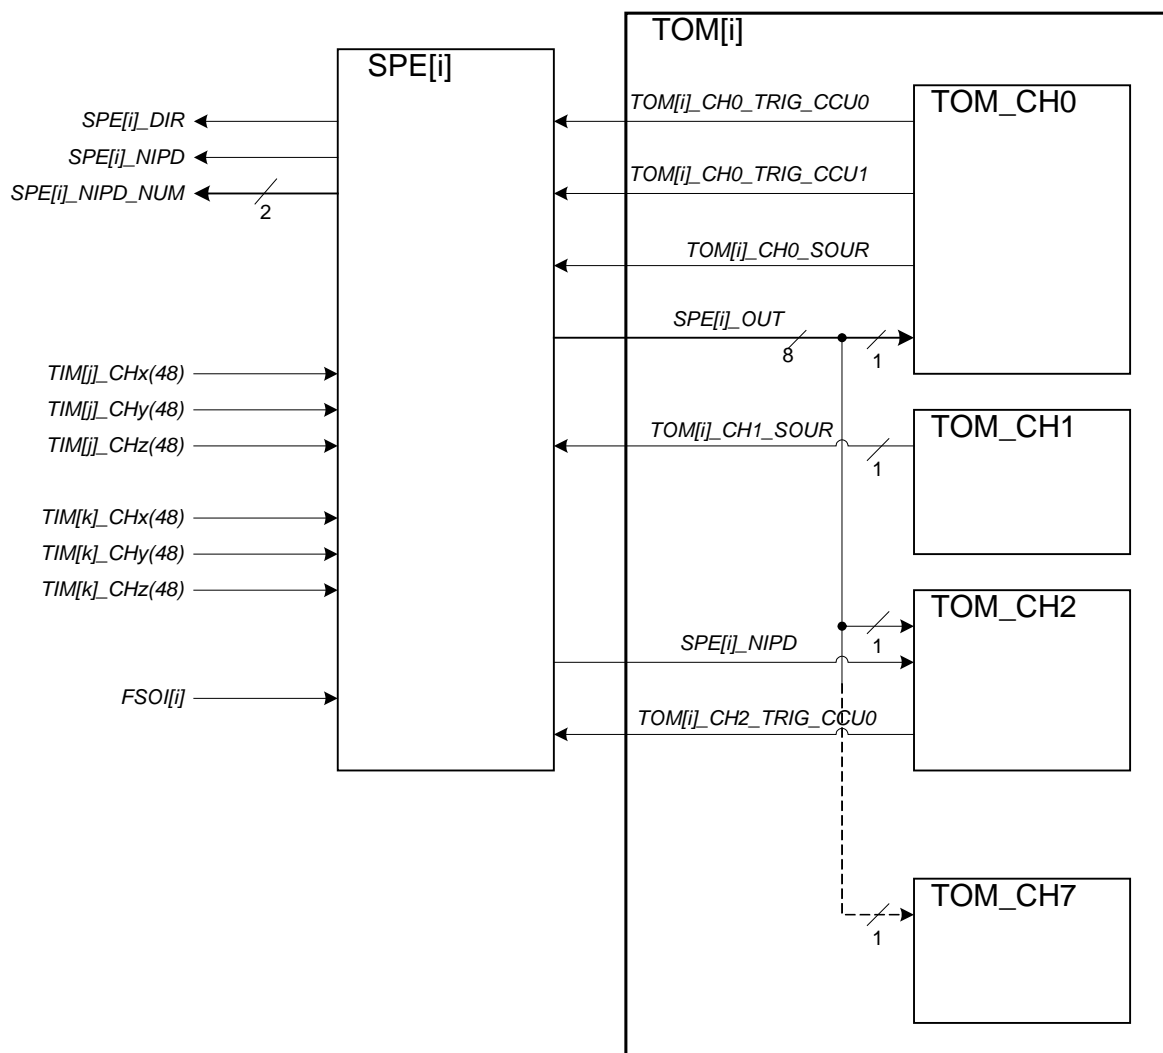 TOM[i]
SPE[i]
TOM[i]_CH0_TRIG_CCU0
TOM_CH0
SPE[i]_DIR
SPE[i]_NIPD
TOM[i]_CH0_TRIG_CCU1
SPE[i]_NIPD_NUM
2
TOM[i]_CH0_SOUR
SPE[i]_OUT
8
1
TIM[j]_CHx(48)
TIM[j]_CHy(48)
TOM[i]_CH1_SOUR
TOM_CH1
TIM[j]_CHz(48)
1
TIM[k]_CHx(48)
TIM[k]_CHy(48)
TIM[k]_CHz(48)
TOM_CH2
SPE[i]_NIPD
1
FSOI[i]
TOM[i]_CH2_TRIG_CCU0
TOM_CH7
1